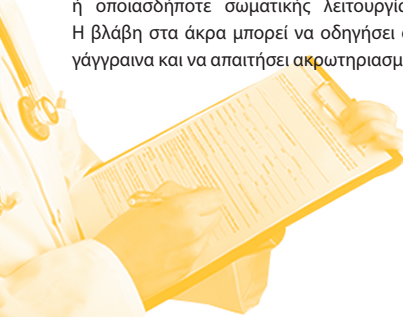 ή οποιασδήποτε σωματικής λειτουργία
Η βλάβη στα άκρα μπορεί να οδηγήσει
γάγγραινα και να απαιτήσει ακρωτηριασμ